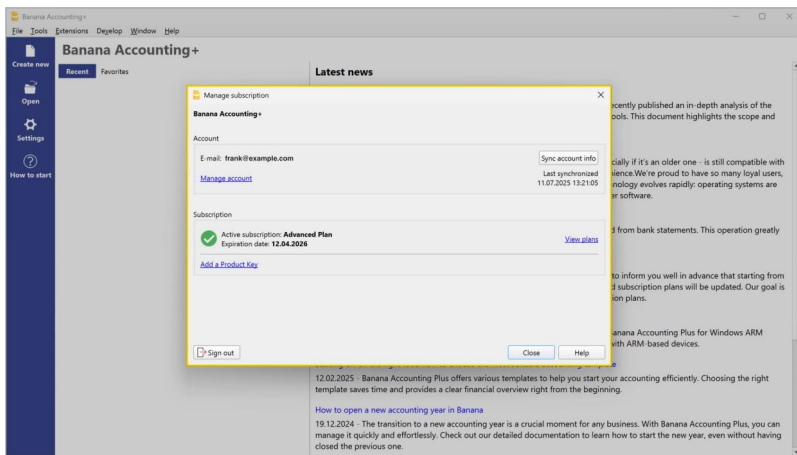 Banana Accounting+
File Tools Extensions Develop Window Help
Banana Accounting+
Create new
Open
Settings
How to start
Recent Favorites
Latest news
Manage subscription
Banana Accounting+
Account
E-mail: frank@example.com
Sync account info
Manage account
Last synchronized
11.07.2025 13:21:05
Subscription
Active subscription: Advanced Plan
Expiration date: 12.04.2026
View plans
Add a Product Key
Sign out
Close
Help
ecently published an in-depth analysis of the
ools. This document highlights the scope and
cially if it's an older one - is still compatible with
ience.We're proud to have so many loyal users,
nology evolves rapidly: operating systems are
er software.
d from bank statements. This operation greatly
to inform you well in advance that starting from
d subscription plans will be updated. Our goal is
ion plans.
anana Accounting Plus for Windows ARM
with ARM-based devices.
12.02.2025 - Banana Accounting Plus offers various templates to help you start your accounting efficiently. Choosing the right
template saves time and provides a clear financial overview right from the beginning.
How to open a new accounting year in Banana
19.12.2024 - The transition to a new accounting year is a crucial moment for any business. With Banana Accounting Plus, you can
manage it quickly and effortlessly. Check out our detailed documentation to learn how to start the new year, even without having
closed the previous one.